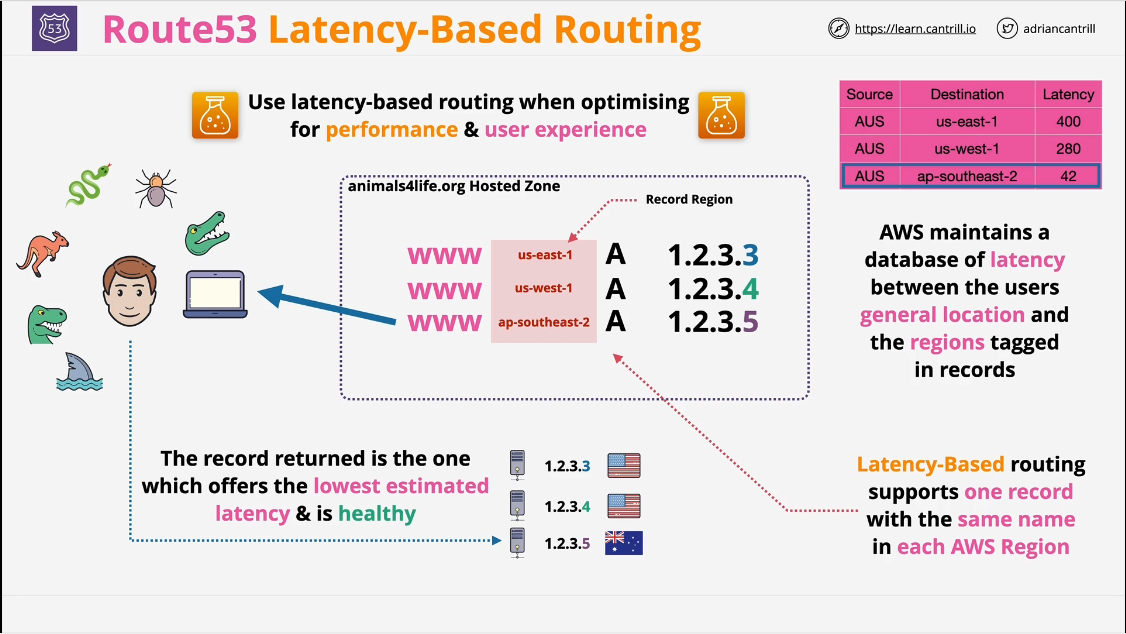 53
Route53 Latency-Based Routing
https://learn.cantrill.io
adriancantrill
Use latency-based routing when optimising
for performance & user experience
Source Destination Latency
AUS us-east-1 400
AUS us-west-1 280
AUS ap-southeast-2 42
animals4life.org Hosted Zone
Record Region
www us-east-1 A 1.2.3.3
www us-west-1 A 1.2.3.4
www ap-southeast-2 A 1.2.3.5
AWS maintains a
database of latency
between the users
general location and
the regions tagged
in records
The record returned is the one
which offers the lowest estimated
latency & is healthy
1.2.3.3
1.2.3.4
1.2.3.5
Latency-Based routing
supports one record
with the same name
in each AWS Region